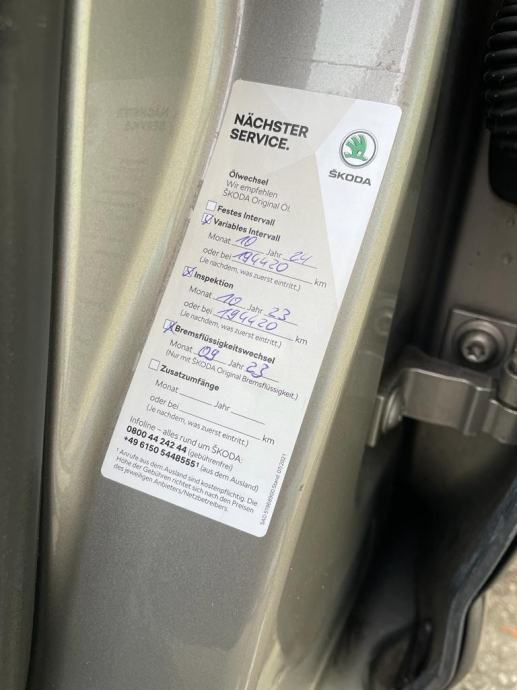 NÄCHSTER
SERVICE.
ŠKODA
Ölwechsel
Wir empfehlen
ŠKODA Original Öl.
Festes Intervall
Variables Intervall
Monat 10 Jahr 24
oder bei 194420 km
(Je nachdem, was zuerst eintritt.)
Inspektion
Monat 10 Jahr 23
oder bei 194420 km
(Je nachdem, was zuerst eintritt.)
Bremsflüssigkeitswechsel
Monat 09 Jahr 23
(Nur mit ŠKODA Original Bremsflüssigkeit.)
Zusatzumfänge
Monat Jahr
oder bei km
(Je nachdem, was zuerst eintritt.)
Infoline – alles rund um ŠKODA:
0800 44 242 44 (gebührenfrei)
+49 6150 5448555¹ (aus dem Ausland)
¹ Anrufe aus dem Ausland sind kostenpflichtig. Die
Höhe der Gebühren richtet sich nach den Preisen
des jeweiligen Anbieters/Netzbetreibers.